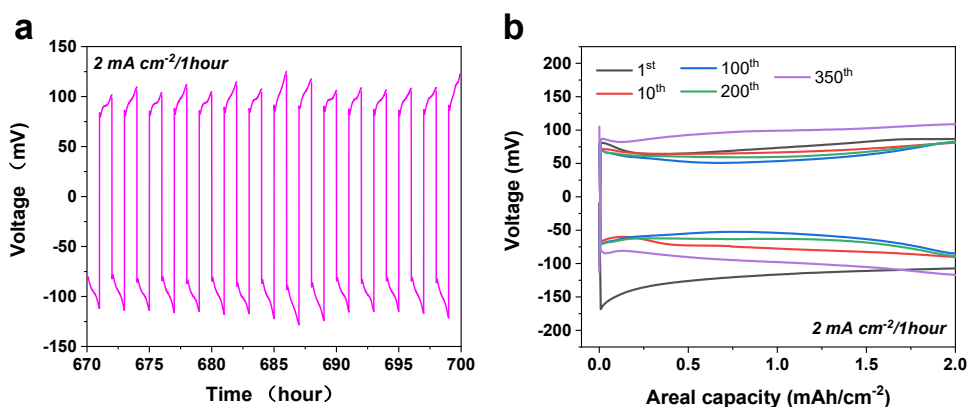 a
2 mA cm⁻²/1hour
150
100
50
0
-50
-100
-150
670
675
680
685
690
695
700
Voltage (mV)
Time (hour)
b
1ˢᵗ
10ᵗʰ
100ᵗʰ
200ᵗʰ
350ᵗʰ
200
150
100
50
0
-50
-100
-150
-200
0.0
0.5
1.0
1.5
2.0
Voltage (mV)
2 mA cm⁻²/1hour
Areal capacity (mAh/cm⁻²)